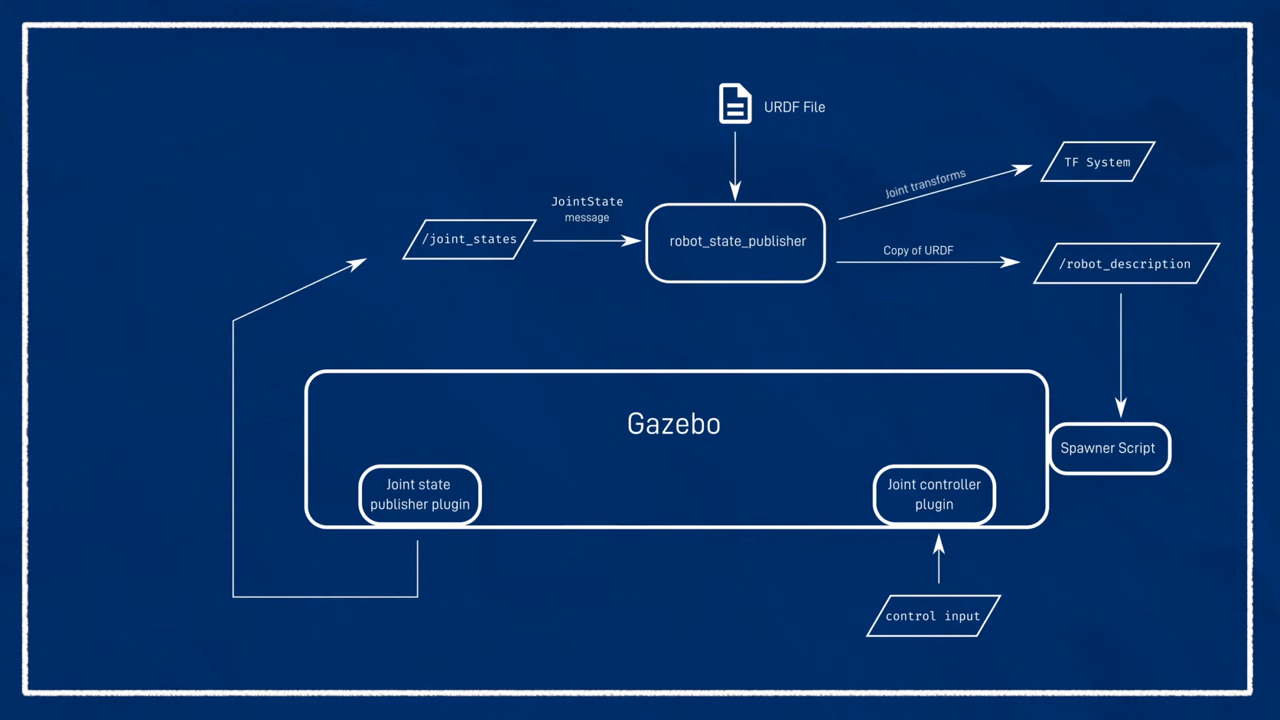 URDF File
TF System
Joint transforms
JointState
message
/joint_states
robot_state_publisher
Copy of URDF
/robot_description
Gazebo
Spawner Script
Joint state
publisher plugin
Joint controller
plugin
control input